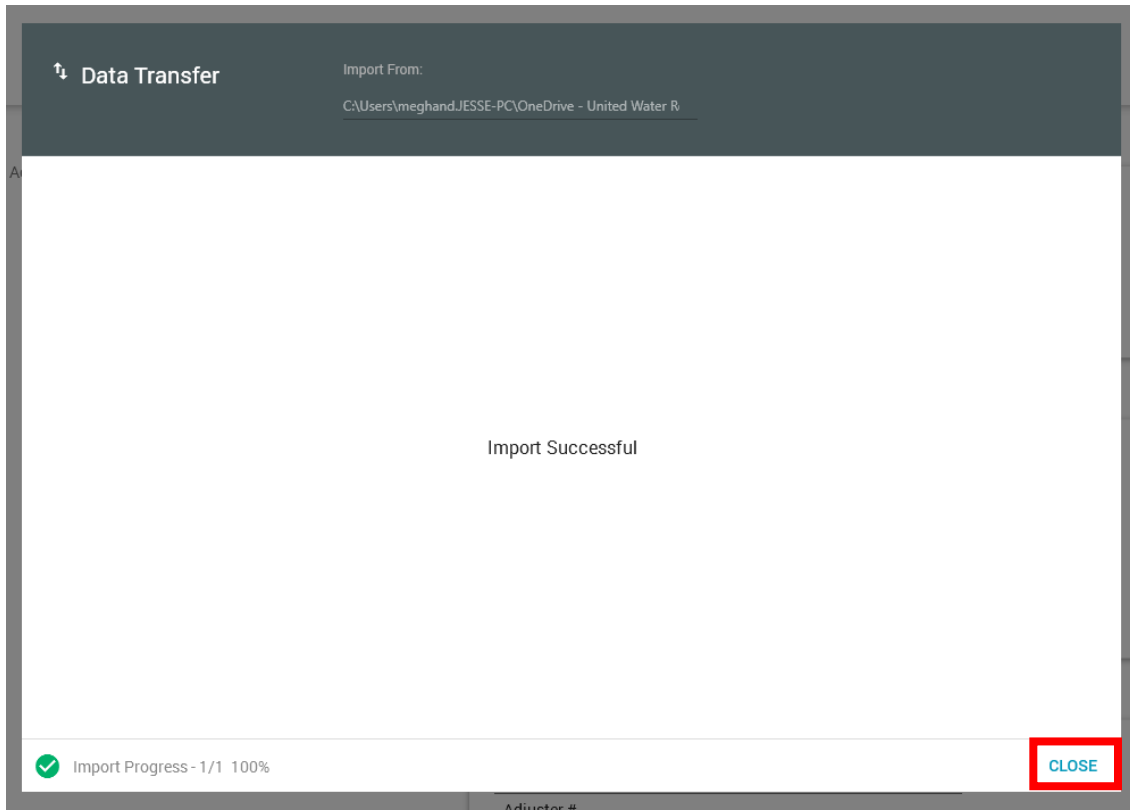 Data Transfer
Import From:
C:\Users\meghand.JESSE-PC\OneDrive - United Water R
Import Successful
Import Progress - 1/1 100%
CLOSE
Adjuster #